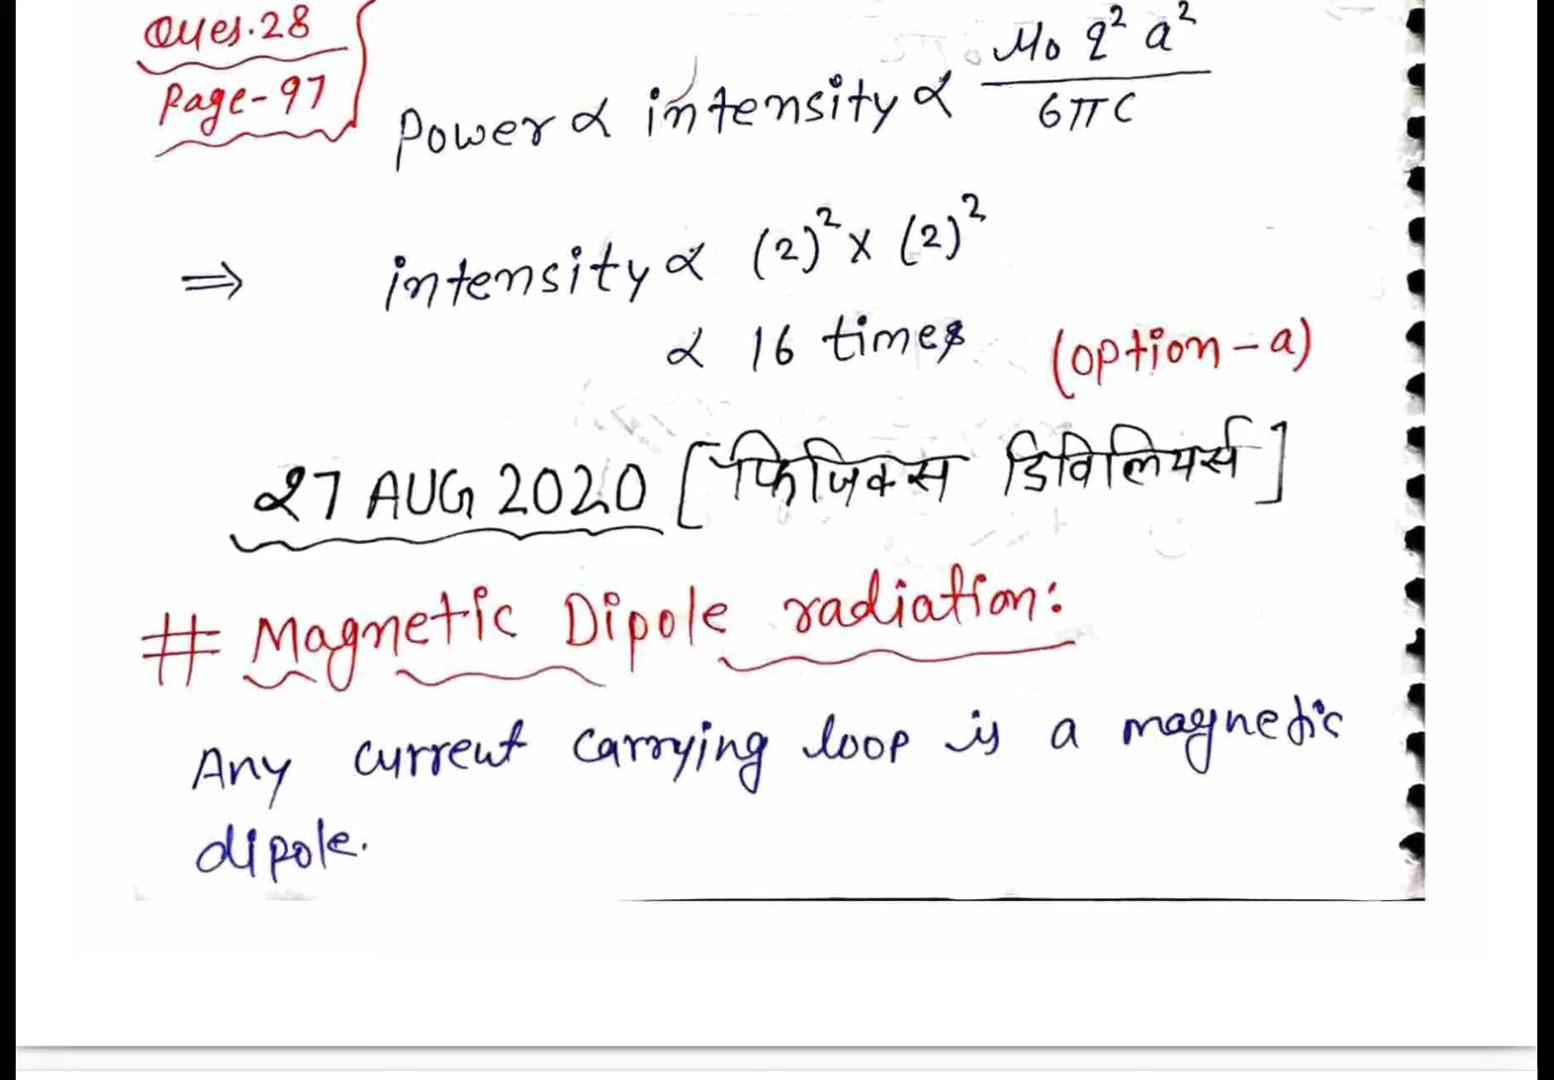 Ques.28
Page-97
Power ∝ intensity ∝ μ0 q² a² / 6πc
⇒ intensity ∝ (2)² x (2)²
∝ 16 times (option-a)
27 AUG 2020 [फिजिक्स डिविलियर्स]
# Magnetic Dipole radiation:
Any current carrying loop is a magnetic
dipole.